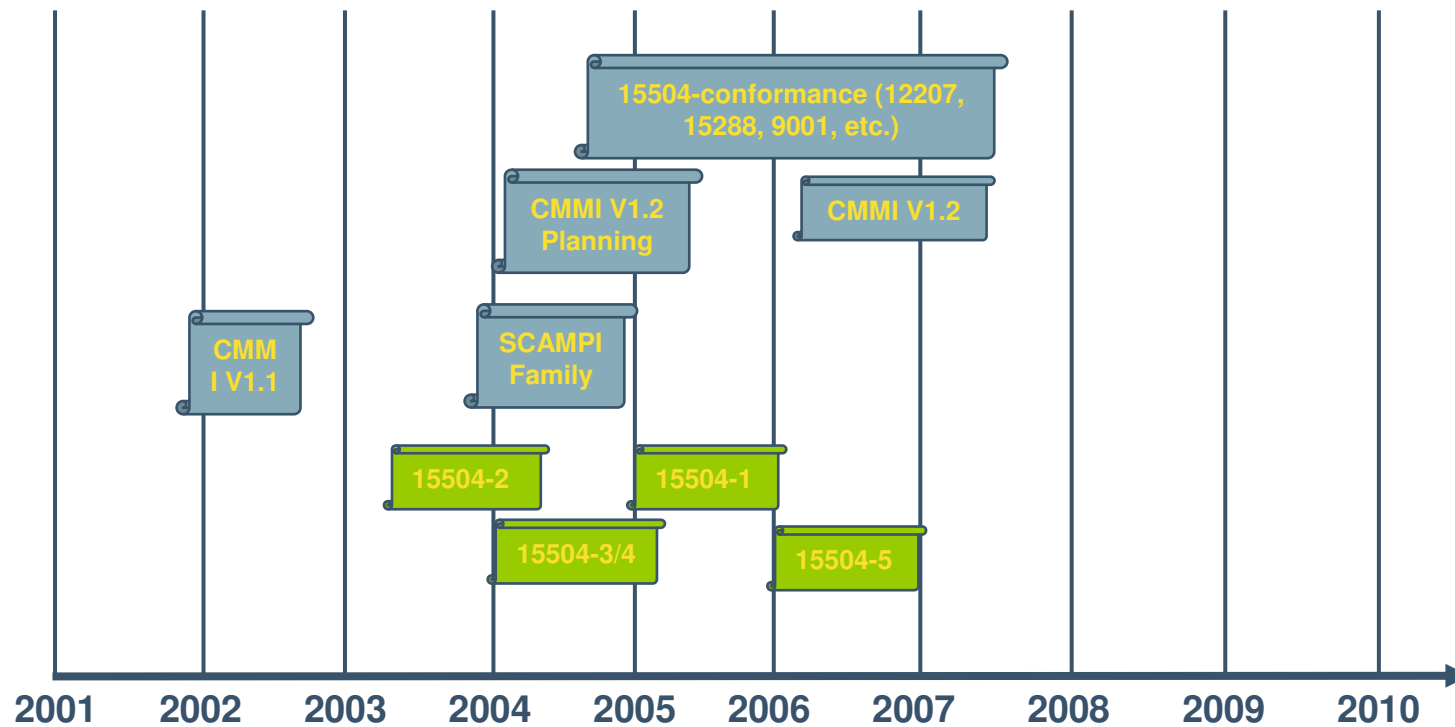 15504-conformance (12207,
15288, 9001, etc.)
CMMI V1.2
Planning
CMMI V1.2
CMM
I V1.1
SCAMPI
Family
15504-2
15504-1
15504-3/4
15504-5
2001 2002 2003 2004 2005 2006 2007 2008 2009 2010